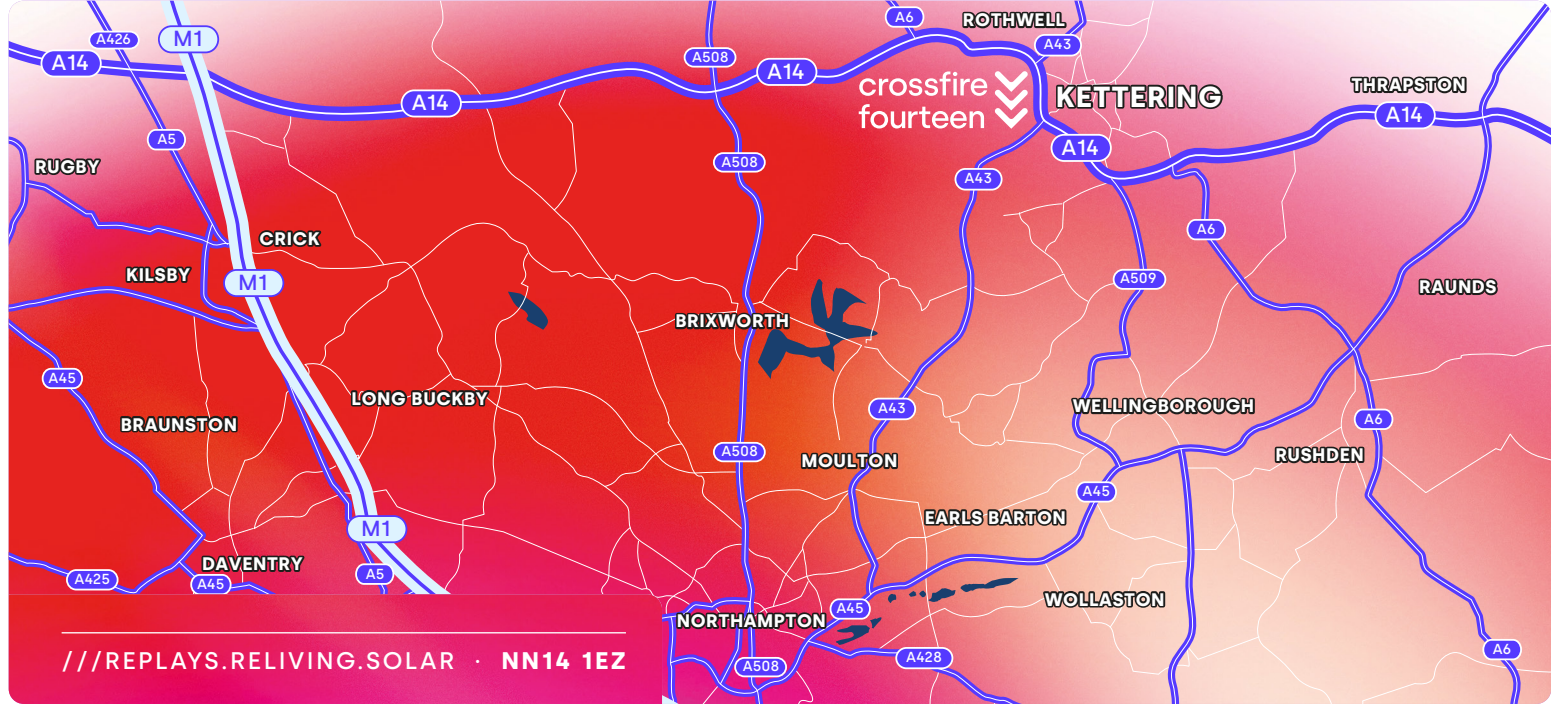 A6
ROTHWELL
A426
M1
A43
A14
A508
A14
crossfire
fourteen
KETTERING
THRAPSTON
A14
A14
A5
A14
RUGBY
A508
A43
A6
CRICK
KILSBY
M1
A509
RAUNDS
BRIXWORTH
A45
LONG BUCKBY
A43
WELLINGBOROUGH
A6
BRAUNSTON
A508
MOULTON
RUSHDEN
A45
EARLS BARTON
M1
DAVENTRY
A5
A425
A45
WOLLASTON
A45
NORTHAMPTON
A6
A428
A508
///REPLAYS.RELIVING.SOLAR · NN14 1EZ